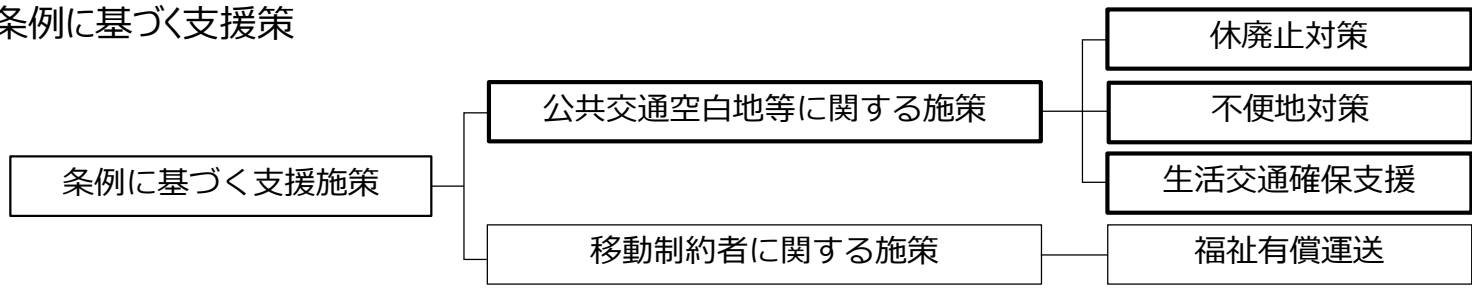 条例に基づく支援策
休廃止対策
公共交通空白地等に関する施策
不便地対策
条例に基づく支援施策
生活交通確保支援
移動制約者に関する施策
福祉有償運送